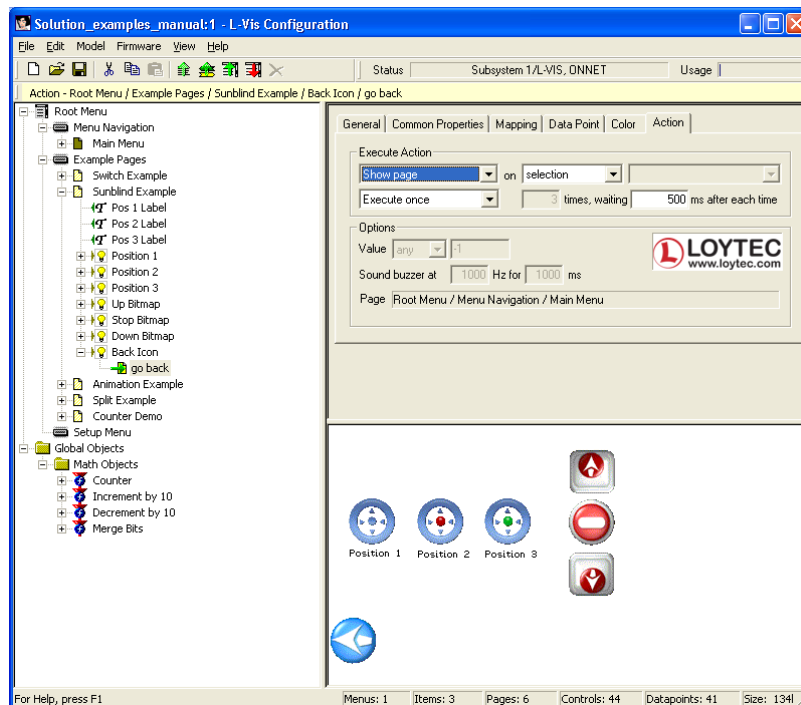 Solution_examples_manual:1 - L-Vis Configuration
File Edit Model Firmware View Help
Status Subsystem 1/L-VIS, ONNET Usage
Action - Root Menu / Example Pages / Sunblind Example / Back Icon / go back
Root Menu
Menu Navigation
Main Menu
Example Pages
Switch Example
Sunblind Example
Pos 1 Label
Pos 2 Label
Pos 3 Label
Position 1
Position 2
Position 3
Up Bitmap
Stop Bitmap
Down Bitmap
Back Icon
go back
Animation Example
Split Example
Counter Demo
Setup Menu
Global Objects
Math Objects
Counter
Increment by 10
Decrement by 10
Merge Bits
General Common Properties Mapping Data Point Color Action
Execute Action
Show page on selection
Execute once 3 times, waiting 500 ms after each time
Options
Value any -1
Sound buzzer at 1000 Hz for 1000 ms
Page Root Menu / Menu Navigation / Main Menu
LOYTEC
www.loytec.com
Position 1 Position 2 Position 3
For Help, press F1 Menus: 1 Items: 3 Pages: 6 Controls: 44 Datapoints: 41 Size: 134